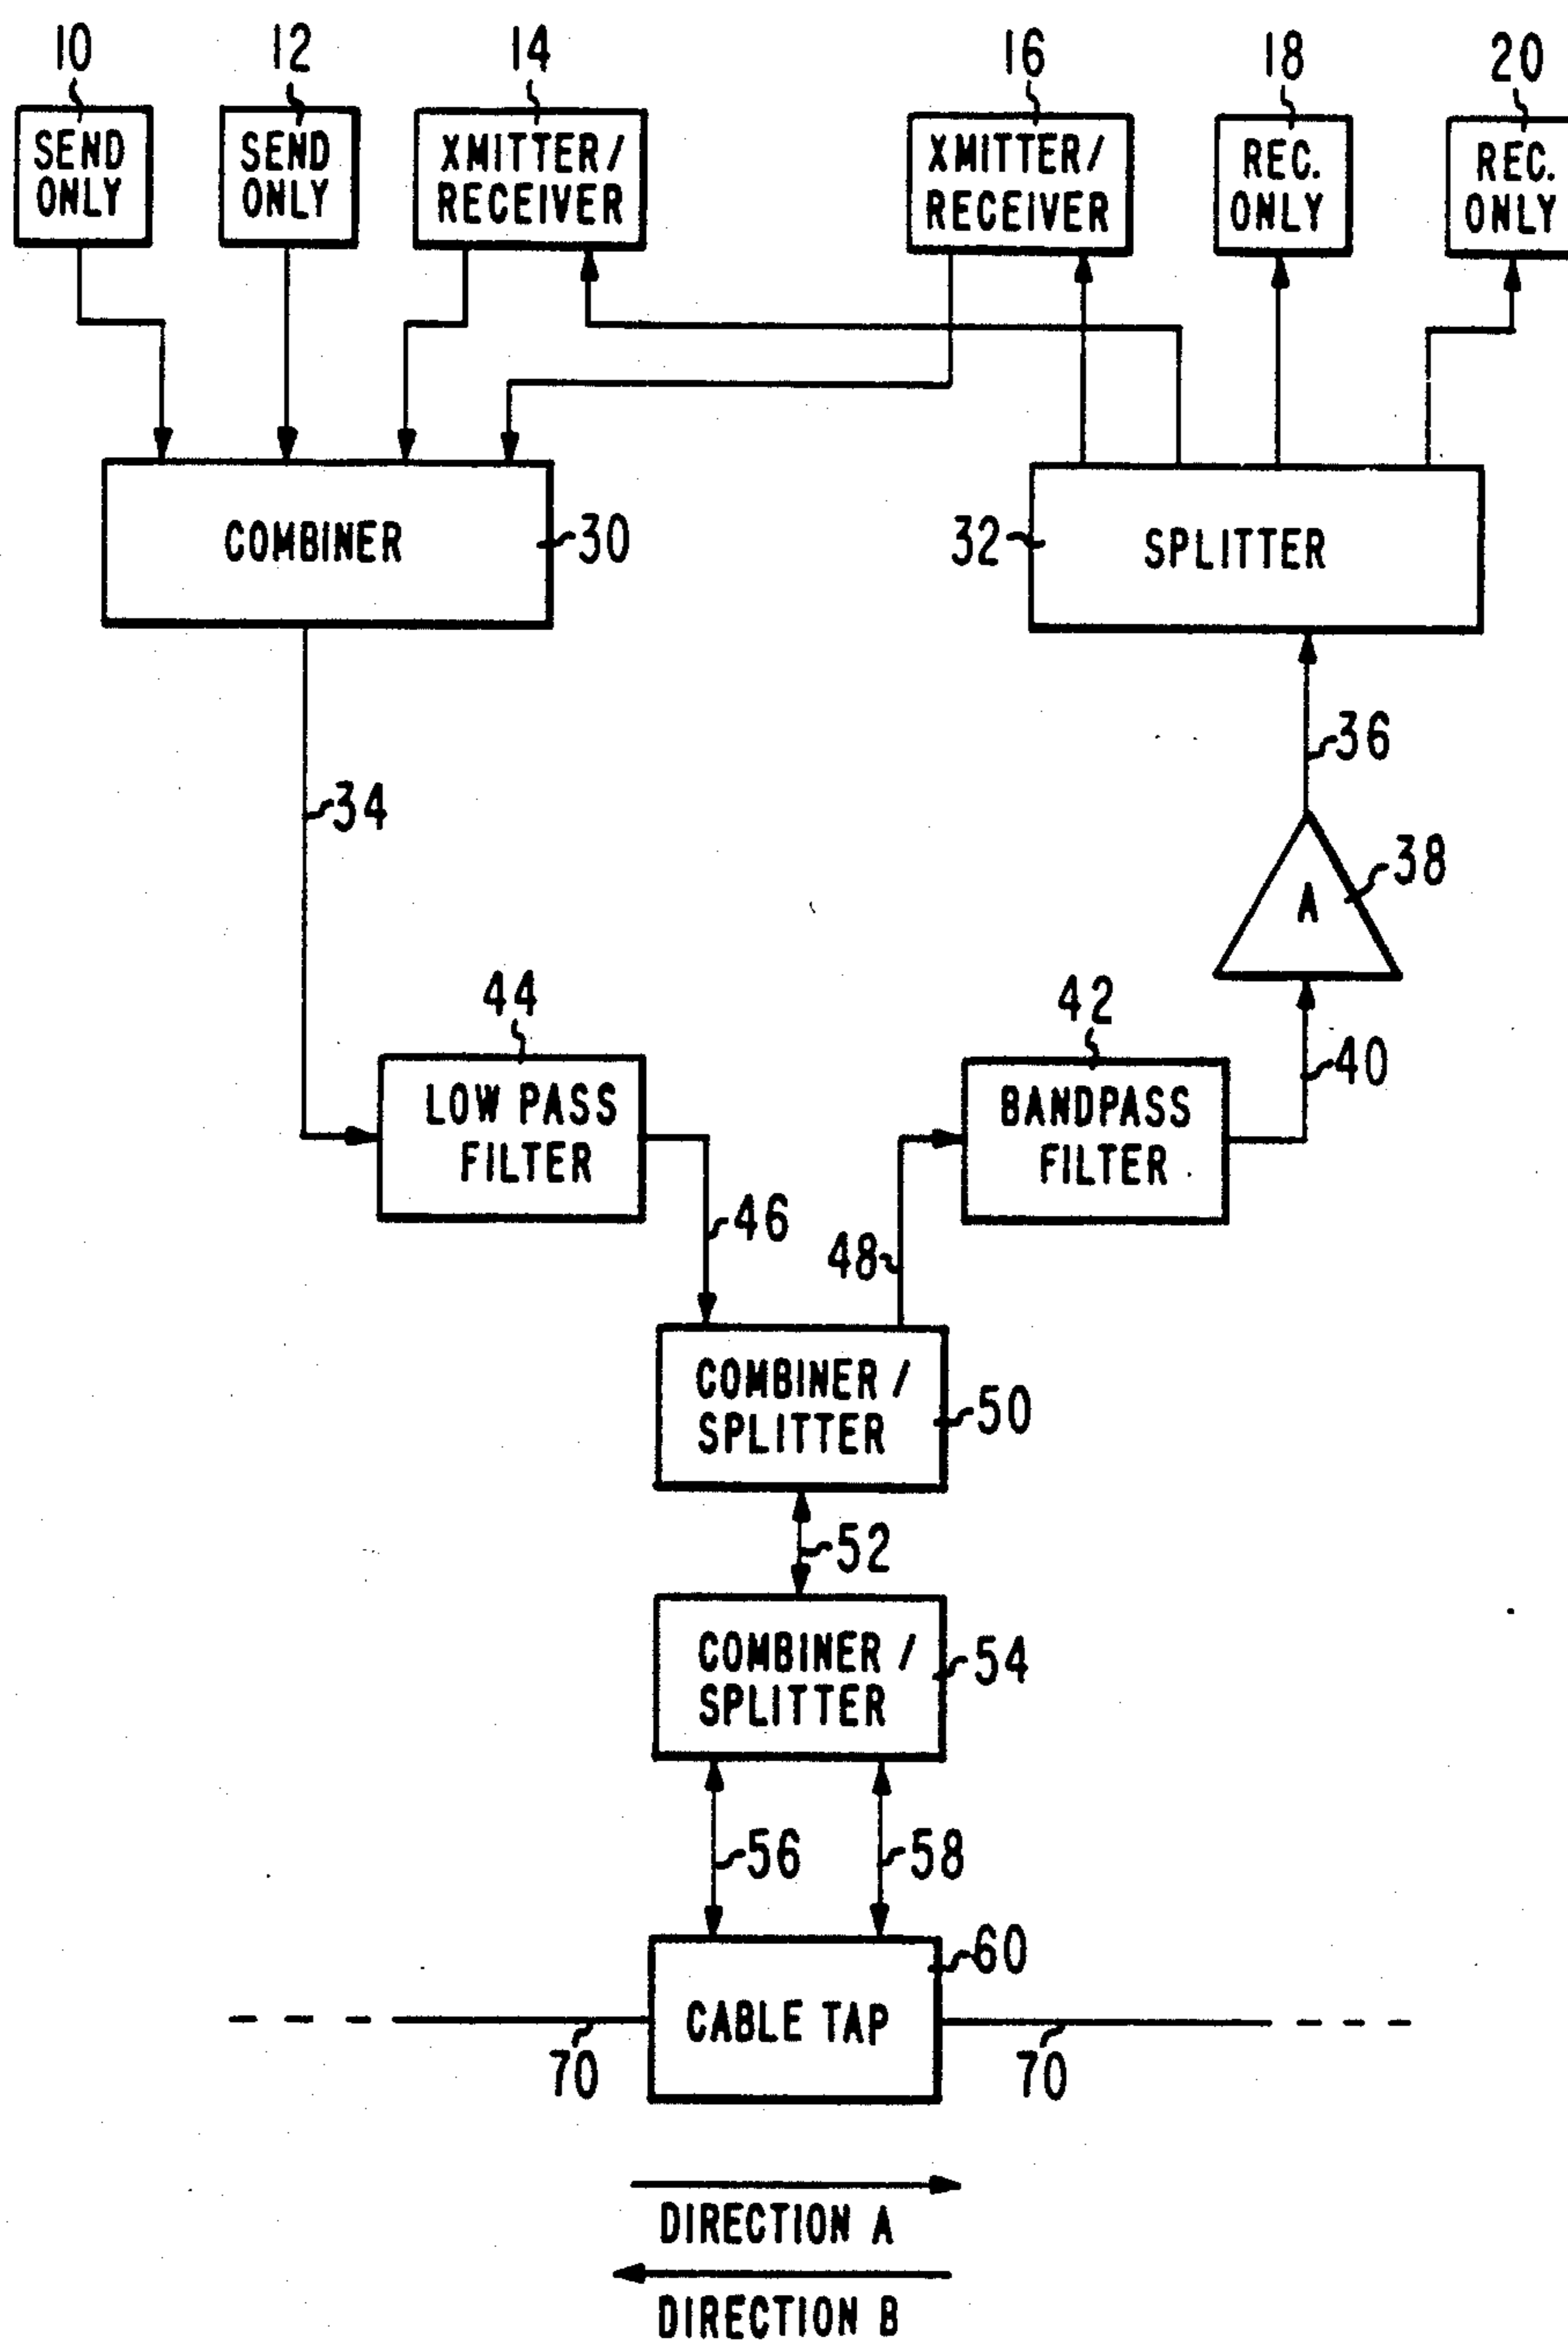 10 12 14 16 18 20
SEND ONLY
SEND ONLY
XMITTER/ RECEIVER
XMITTER/ RECEIVER
REC. ONLY
REC. ONLY
COMBINER
30
32
SPLITTER
34
36
A
38
44
LOW PASS
FILTER
42
BANDPASS
FILTER
40
46
48
COMBINER/
SPLITTER
50
52
COMBINER/
SPLITTER
54
56
58
60
CABLE TAP
70
70
DIRECTION A
DIRECTION B